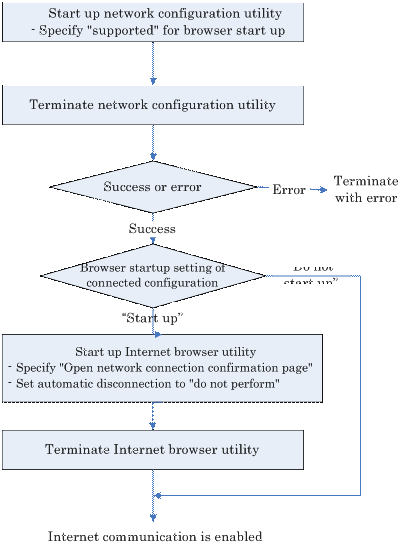 Start up network configuration utility
- Specify "supported" for browser start up
Terminate network configuration utility
Success or error
Error
Terminate
with error
Success
Browser startup setting of
connected configuration
"Do not
start up"
"Start up"
Start up Internet browser utility
- Specify "Open network connection confirmation page"
- Set automatic disconnection to "do not perform"
Terminate Internet browser utility
Internet communication is enabled